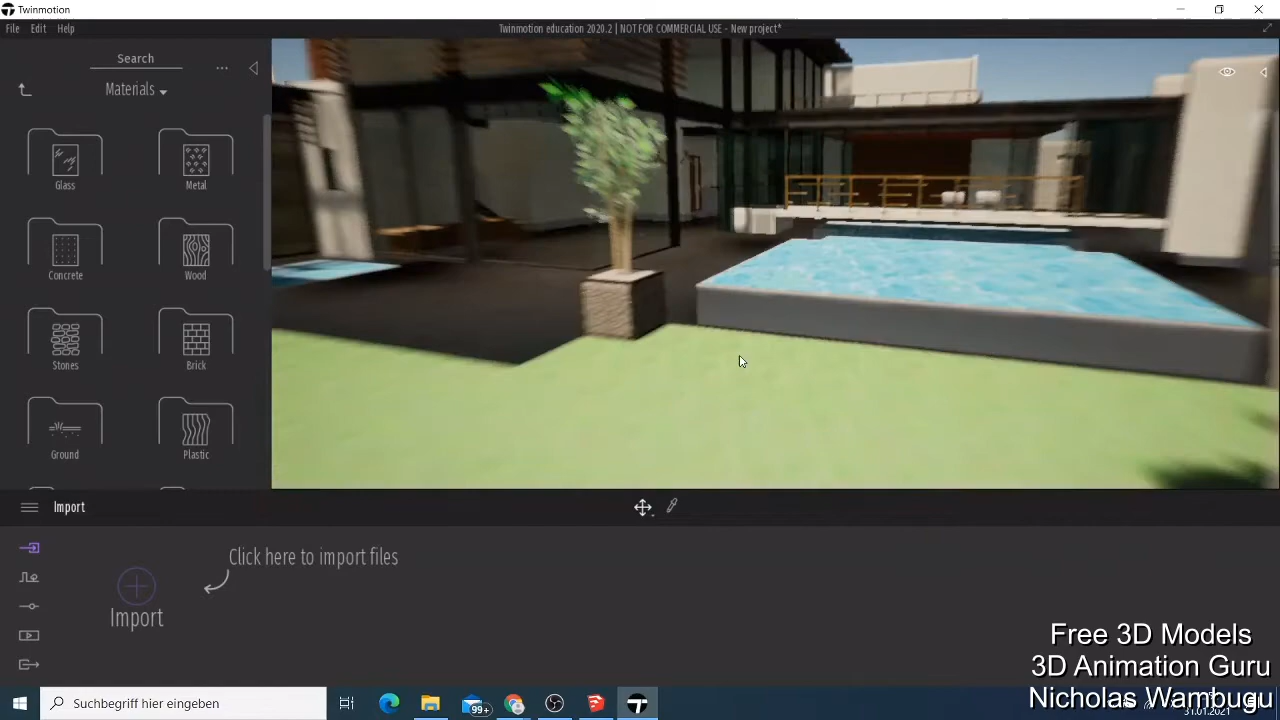 Twinmotion
File Edit Help
Twinmotion education 2020.2 | NOT FOR COMMERCIAL USE - New project*
Search
...
Materials
Glass
Metal
Concrete
Wood
Stones
Brick
Ground
Plastic
Import
Click here to import files
Import
Free 3D Models
3D Animation Guru
Nicholas Wambugu
Suchbegriff hier eingeben
99+
31.01.2021